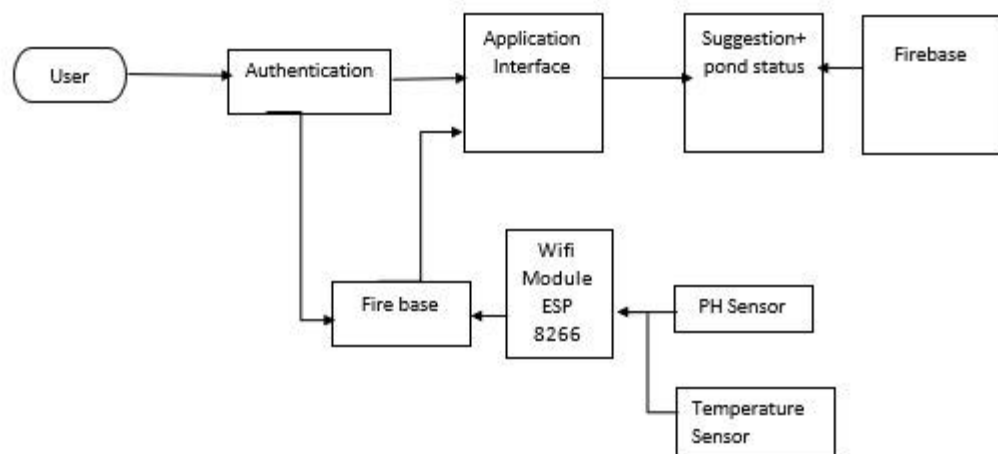 User
Authentication
Application
Interface
Suggestion+
pond status
Firebase
Fire base
Wifi
Module
ESP
8266
PH Sensor
Temperature
Sensor